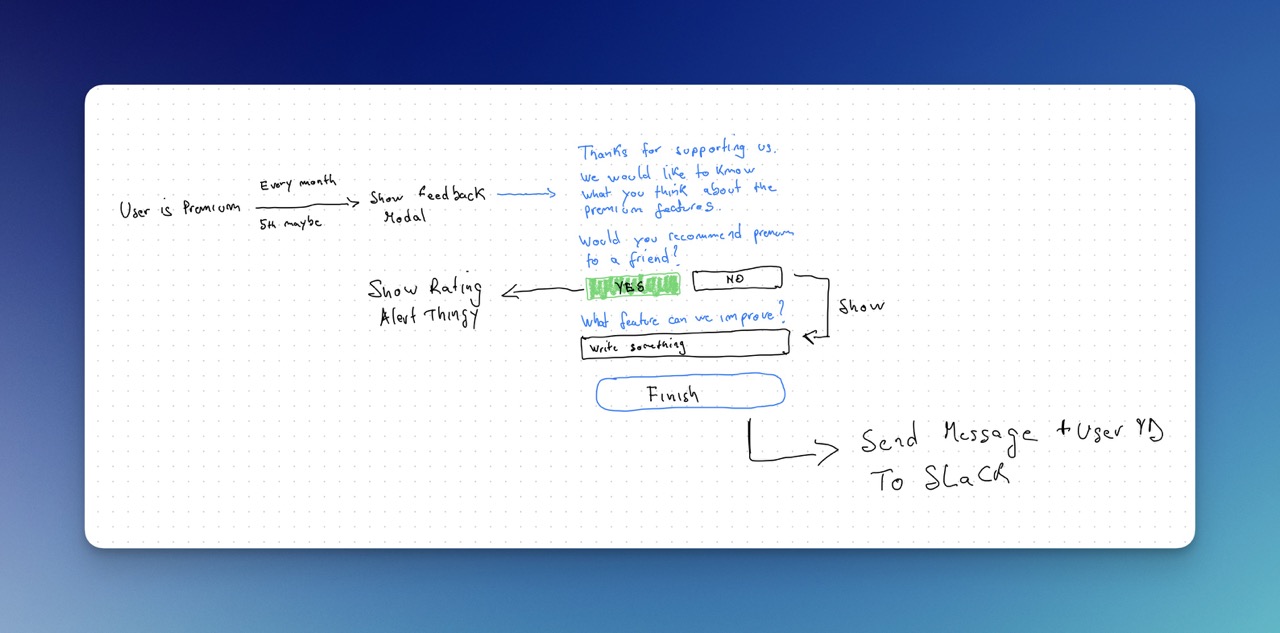 User is Premium
Every month
5th maybe
Show Feedback
Modal
Thanks for supporting us.
We would like to know
what you think about the
premium features.
Would you recommend premium
to a friend?
YES
NO
Show Rating
Alert Thingy
Show
What feature can we improve?
Write something
Finish
Send Message + User ID
To Slack